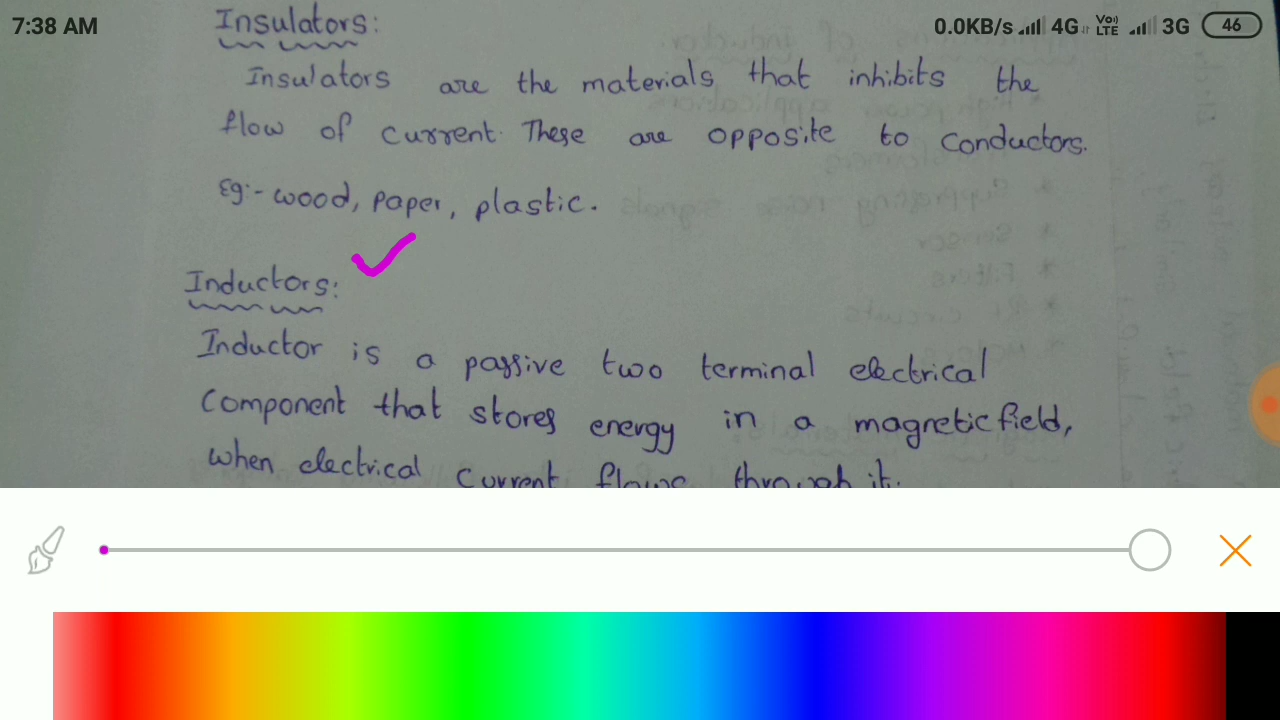 7:38 AM 0.0KB/s 4G VoLTE 3G 46
Insulators:
Insulators are the materials that inhibits the
flow of current. These are opposite to conductors.
Eg:- wood, paper, plastic.
Inductors:
Inductor is a passive two terminal electrical
component that stores energy in a magnetic field,
when electrical current flows through it.